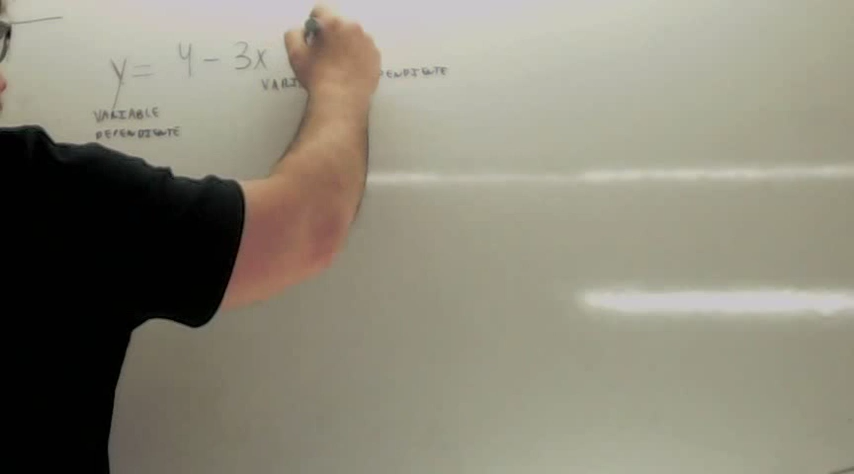 y = 4 - 3x
VARIABLE
DEPENDIENTE